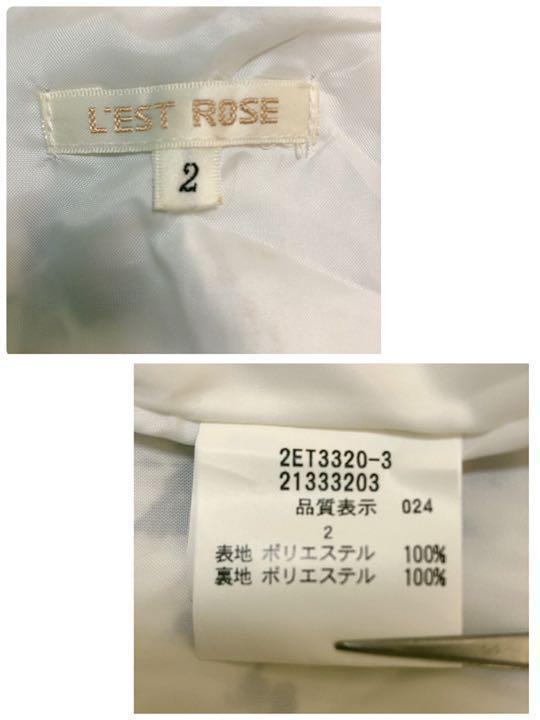 L'EST ROSE
2
2ET3320-3
21333203
品質表示 024
2
表地 ポリエステル 100%
裏地 ポリエステル 100%